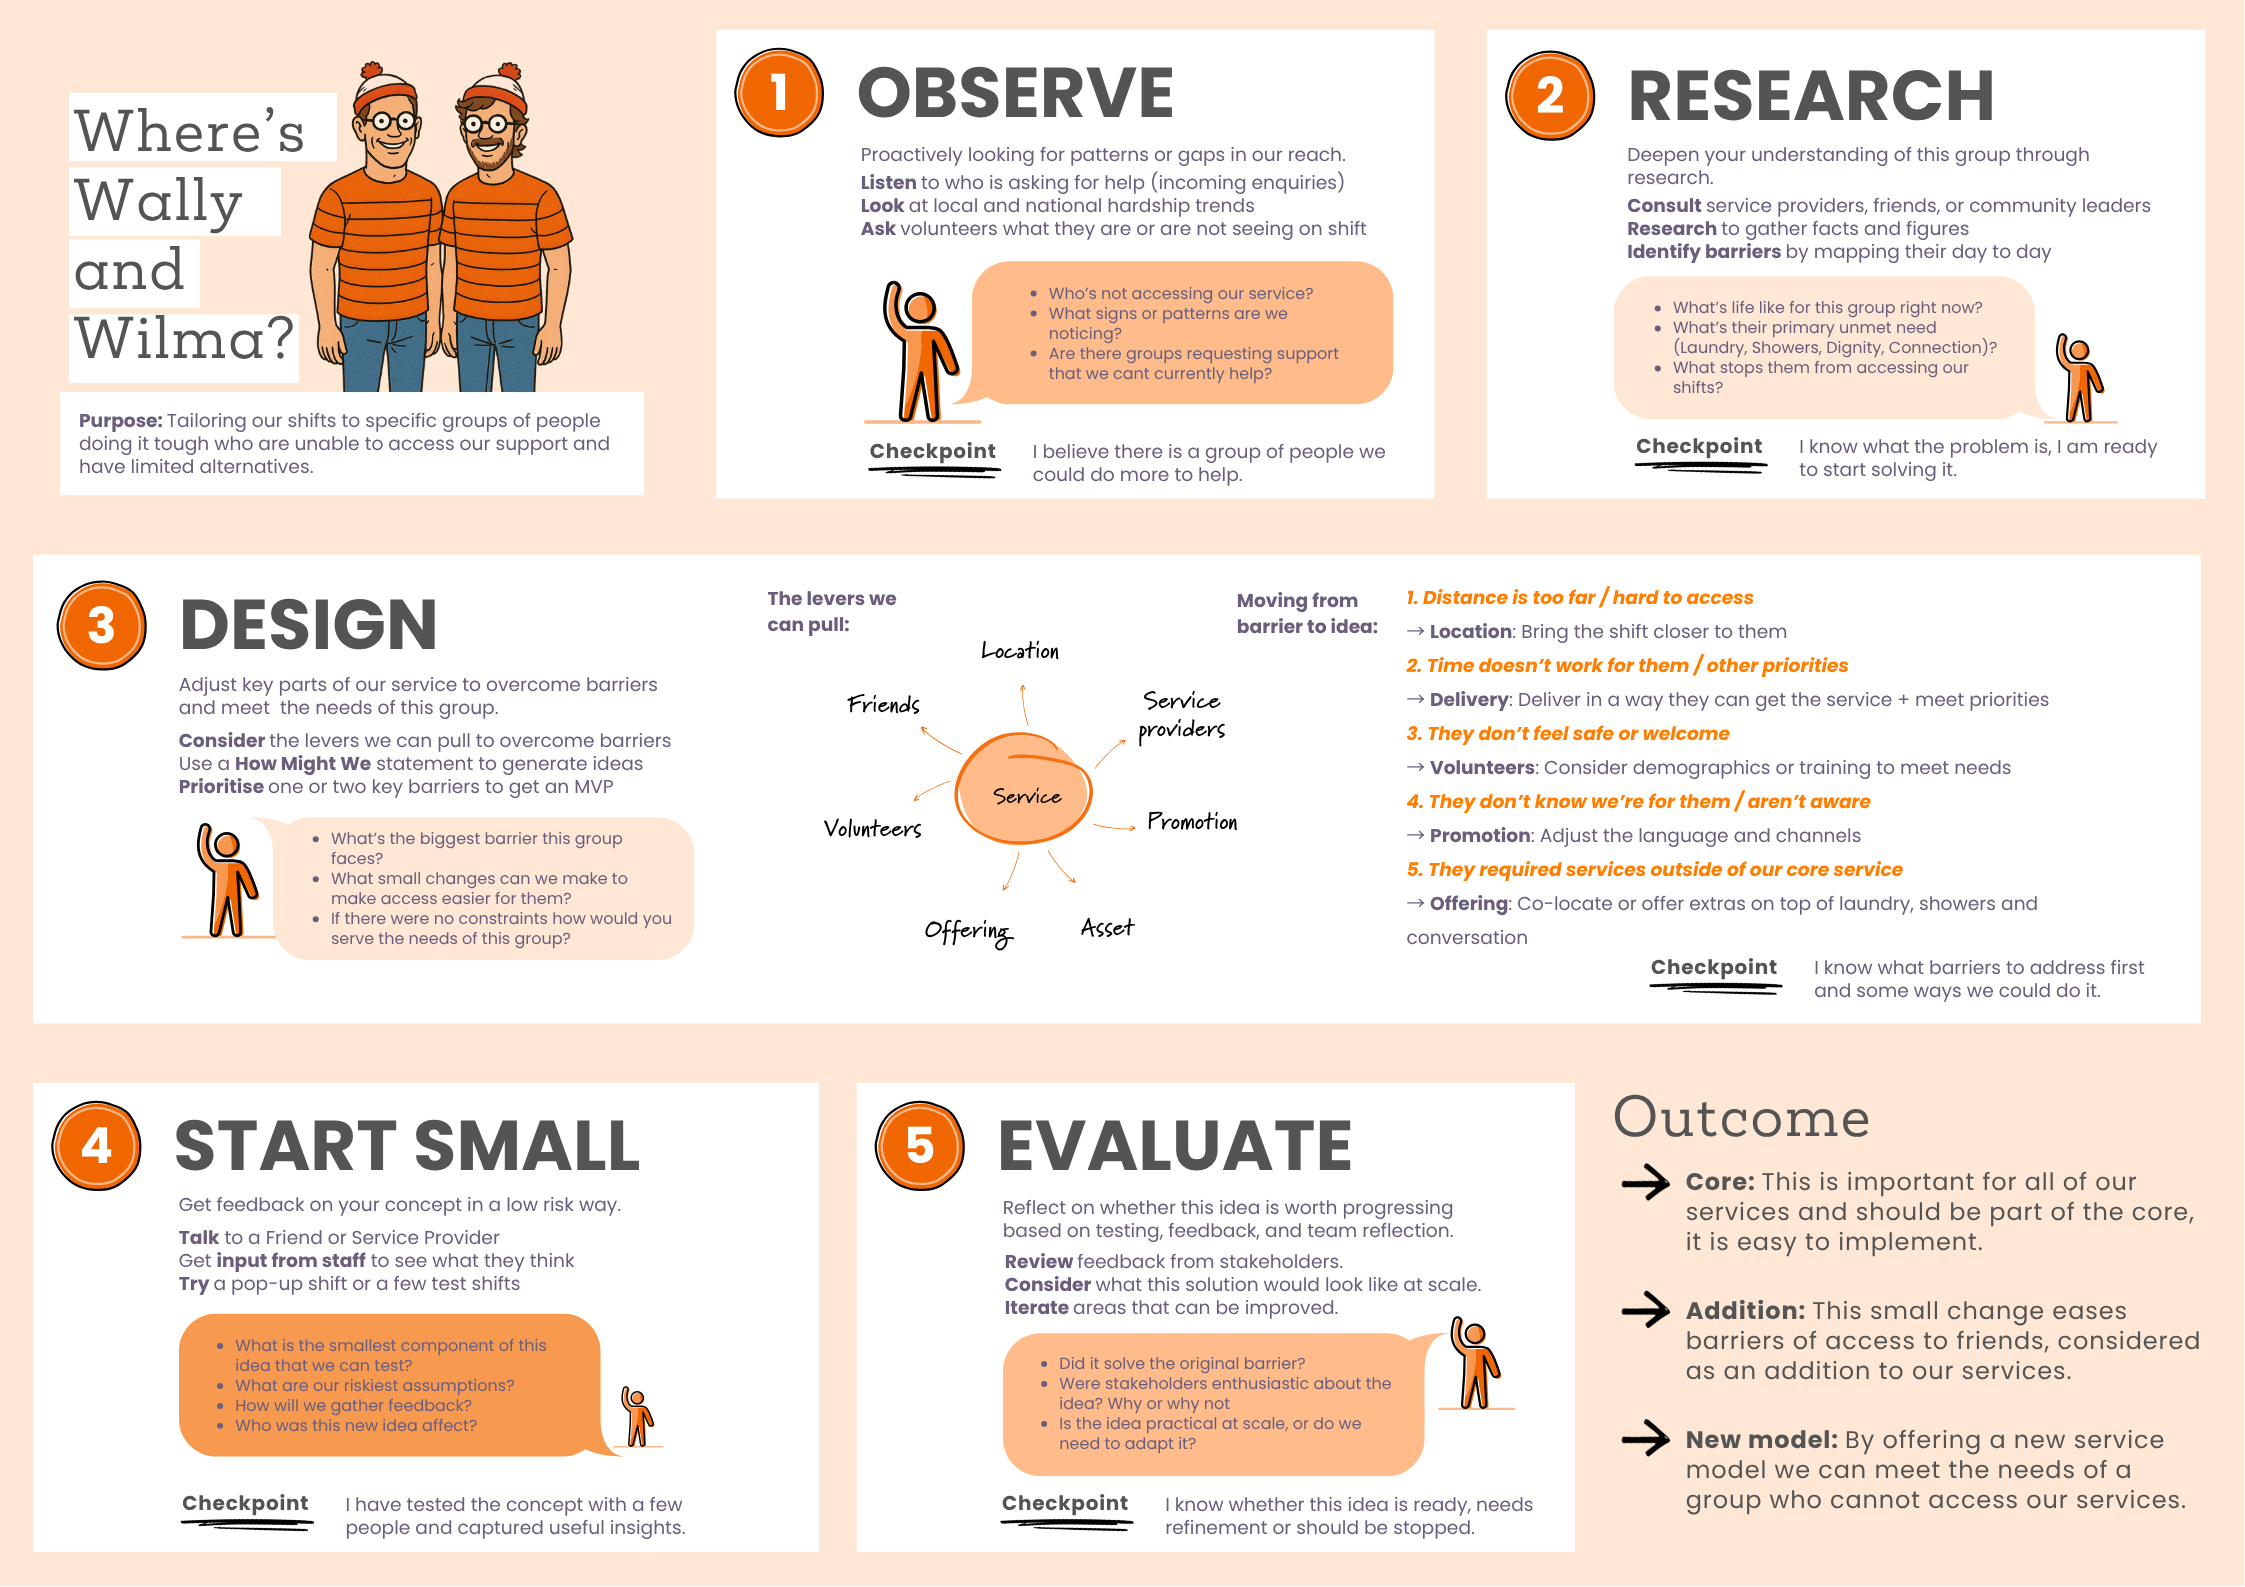 Where's
Wally
and
Wilma?
Purpose: Tailoring our shifts to specific groups of people
doing it tough who are unable to access our support and
have limited alternatives.
1
OBSERVE
Proactively looking for patterns or gaps in our reach.
Listen to who is asking for help (incoming enquiries)
Look at local and national hardship trends
Ask volunteers what they are or are not seeing on shift
• Who's not accessing our service?
• What signs or patterns are we
noticing?
• Are there groups requesting support
that we cant currently help?
Checkpoint
I believe there is a group of people we
could do more to help.
2
RESEARCH
Deepen your understanding of this group through
research.
Consult service providers, friends, or community leaders
Research to gather facts and figures
Identify barriers by mapping their day to day
• What's life like for this group right now?
• What's their primary unmet need
(Laundry, Showers, Dignity, Connection)?
• What stops them from accessing our
shifts?
Checkpoint
I know what the problem is, I am ready
to start solving it.
3
DESIGN
Adjust key parts of our service to overcome barriers
and meet the needs of this group.
Consider the levers we can pull to overcome barriers
Use a How Might We statement to generate ideas
Prioritise one or two key barriers to get an MVP
• What's the biggest barrier this group
faces?
• What small changes can we make to
make access easier for them?
• If there were no constraints how would you
serve the needs of this group?
The levers we
can pull:
Location
Friends
Service
providers
Service
Volunteers
Promotion
Offering
Asset
Moving from
barrier to idea:
1. Distance is too far / hard to access
→ Location: Bring the shift closer to them
2. Time doesn't work for them / other priorities
→ Delivery: Deliver in a way they can get the service + meet priorities
3. They don't feel safe or welcome
→ Volunteers: Consider demographics or training to meet needs
4. They don't know we're for them / aren't aware
→ Promotion: Adjust the language and channels
5. They required services outside of our core service
→ Offering: Co-locate or offer extras on top of laundry, showers and
conversation
Checkpoint
I know what barriers to address first
and some ways we could do it.
4
START SMALL
Get feedback on your concept in a low risk way.
Talk to a Friend or Service Provider
Get input from staff to see what they think
Try a pop-up shift or a few test shifts
• What is the smallest component of this
idea that we can test?
• What are our riskiest assumptions?
• How will we gather feedback?
• Who was this new idea affect?
Checkpoint
I have tested the concept with a few
people and captured useful insights.
5
EVALUATE
Reflect on whether this idea is worth progressing
based on testing, feedback, and team reflection.
Review feedback from stakeholders.
Consider what this solution would look like at scale.
Iterate areas that can be improved.
• Did it solve the original barrier?
• Were stakeholders enthusiastic about the
idea? Why or why not
• Is the idea practical at scale, or do we
need to adapt it?
Checkpoint
I know whether this idea is ready, needs
refinement or should be stopped.
Outcome
Core: This is important for all of our
services and should be part of the core,
it is easy to implement.
Addition: This small change eases
barriers of access to friends, considered
as an addition to our services.
New model: By offering a new service
model we can meet the needs of a
group who cannot access our services.